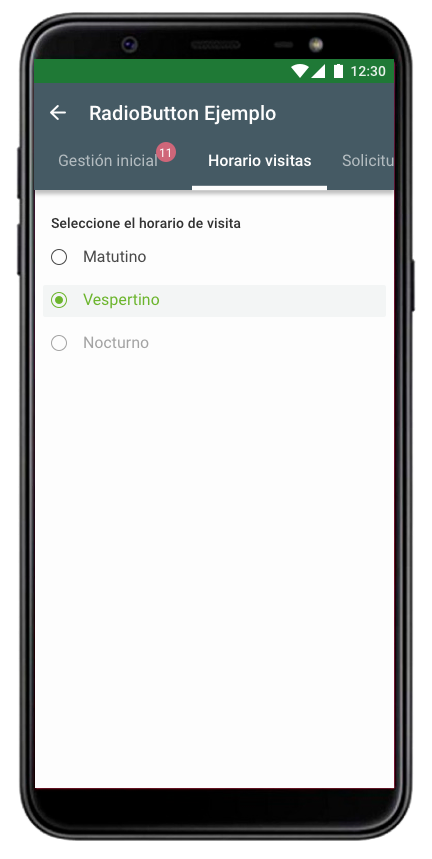 12:30
RadioButton Ejemplo
Gestión inicial 11 Horario visitas Solicitu
Seleccione el horario de visita
Matutino
Vespertino
Nocturno